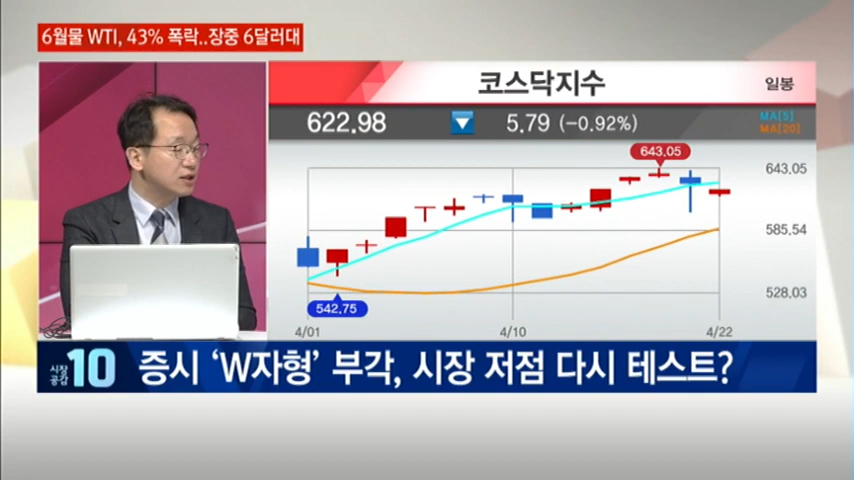 6월물 WTI, 43% 폭락..장중 6달러대
코스닥지수
일봉
622.98 ▼ 5.79 (-0.92%)
MA[5]
MA[20]
643.05
643.05
585.54
528.03
542.75
4/01 4/10 4/22
시장
공감
10
증시 'W자형' 부각, 시장 저점 다시 테스트?